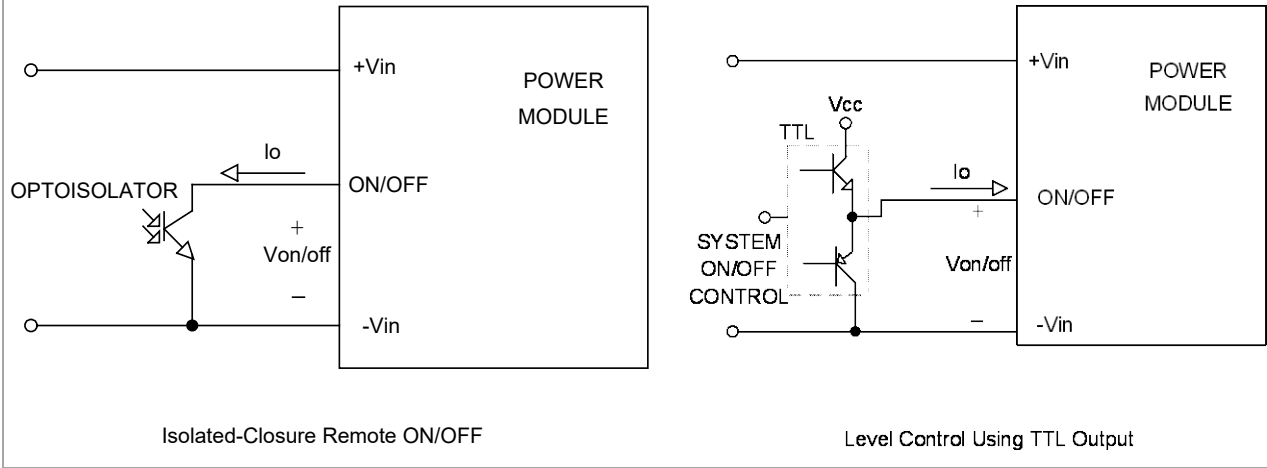 +Vin
POWER
MODULE
Io
OPTOISOLATOR
ON/OFF
+
Von/off
−
-Vin
Isolated-Closure Remote ON/OFF
+Vin
POWER
MODULE
Vcc
TTL
Io
ON/OFF
+
SYSTEM
ON/OFF
CONTROL
Von/off
−
-Vin
Level Control Using TTL Output